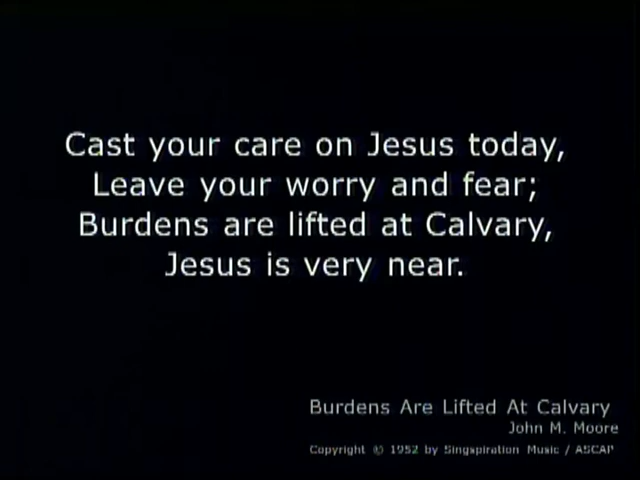 Cast your care on Jesus today,
Leave your worry and fear;
Burdens are lifted at Calvary,
Jesus is very near.
Burdens Are Lifted At Calvary
John M. Moore
Copyright © 1952 by Singspiration Music / ASCAP